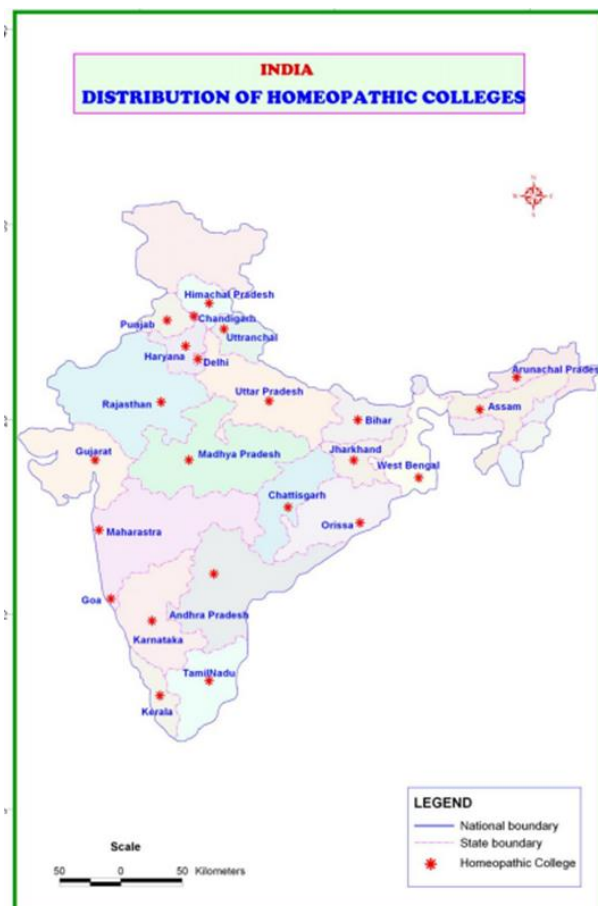 INDIA
DISTRIBUTION OF HOMEOPATHIC COLLEGES
N
W E
Himachal Pradesh
Chandigarh
Punjab
Uttranchal
Haryana
Delhi
Arunachal Prades
Uttar Pradesh
Rajasthan
Assam
Bihar
Gujarat
Jharkhand
Madhya Pradesh
West Bengal
Chattisgarh
Orissa
Maharastra
Goa
Andhra Pradesh
Karnataka
TamilNadu
Kerala
LEGEND
National boundary
State boundary
Homeopathic College
Scale
50 0 50 Kilometers